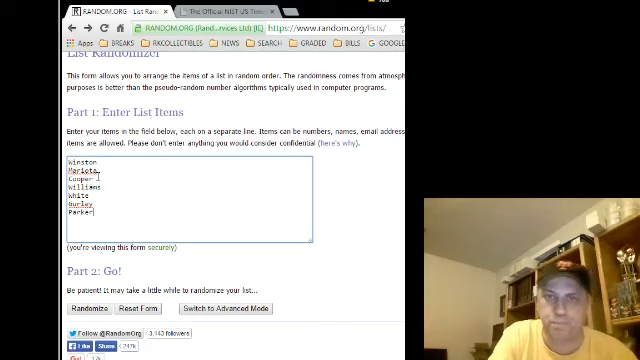 RANDOM.ORG - List Ran
The Official NIST US Time
RANDOM.ORG (Rand...rvices Ltd) [IE]
https://www.random.org/lists/
Apps
BREAKS
RKCOLLECTIBLES
NEWS
SEARCH
GRADED
BLOGS
EBAY
List Randomizer
This form allows you to arrange the items of a list in random order. The randomness comes from atmosph
purposes is better than the pseudo-random number algorithms typically used in computer programs.
Part 1: Enter List Items
Enter your items in the field below, each on a separate line. Items can be numbers, names, email address
items are allowed. Please don't enter anything you would consider confidential (here's why).
Winston
Mariota
Cooper
Williams
White
Gurley
Parker
(you're viewing this form securely)
Part 2: Go!
Be patient! It may take a little while to randomize your list...
Randomize
Reset Form
Switch to Advanced Mode
Follow @RandomOrg
3,143 followers
Like
Share
247k